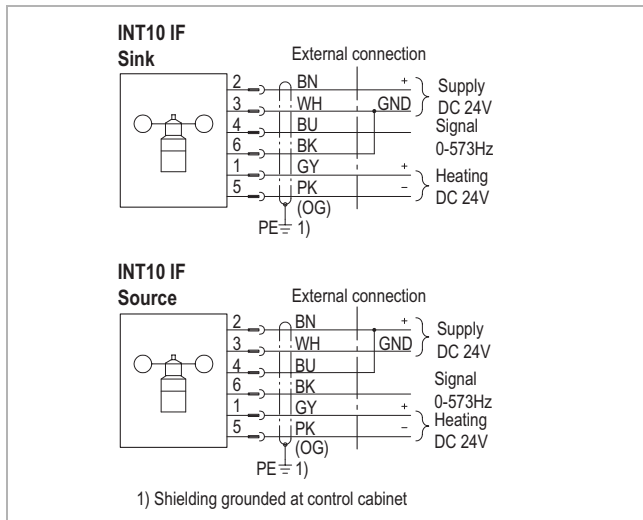 INT10 IF
Sink
External connection
2 BN + Supply
3 WH GND DC 24V
4 BU Signal
6 BK 0-573Hz
1 GY + Heating
5 PK – DC 24V
(OG)
PE 1)
INT10 IF
Source
External connection
2 BN + Supply
3 WH GND DC 24V
4 BU
6 BK Signal
0-573Hz
1 GY + Heating
5 PK – DC 24V
(OG)
PE 1)
1) Shielding grounded at control cabinet